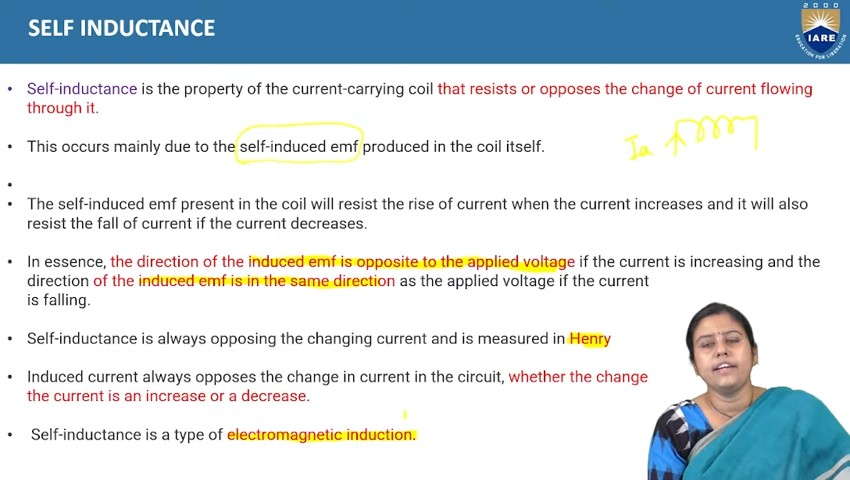 SELF INDUCTANCE
2000
IARE
EDUCATION FOR LIBERATION
• Self-inductance is the property of the current-carrying coil that resists or opposes the change of current flowing
through it.
• This occurs mainly due to the self-induced emf produced in the coil itself.
Ia
•
• The self-induced emf present in the coil will resist the rise of current when the current increases and it will also
resist the fall of current if the current decreases.
• In essence, the direction of the induced emf is opposite to the applied voltage if the current is increasing and the
direction of the induced emf is in the same direction as the applied voltage if the current
is falling.
• Self-inductance is always opposing the changing current and is measured in Henry
• Induced current always opposes the change in current in the circuit, whether the change
the current is an increase or a decrease.
• Self-inductance is a type of electromagnetic induction.